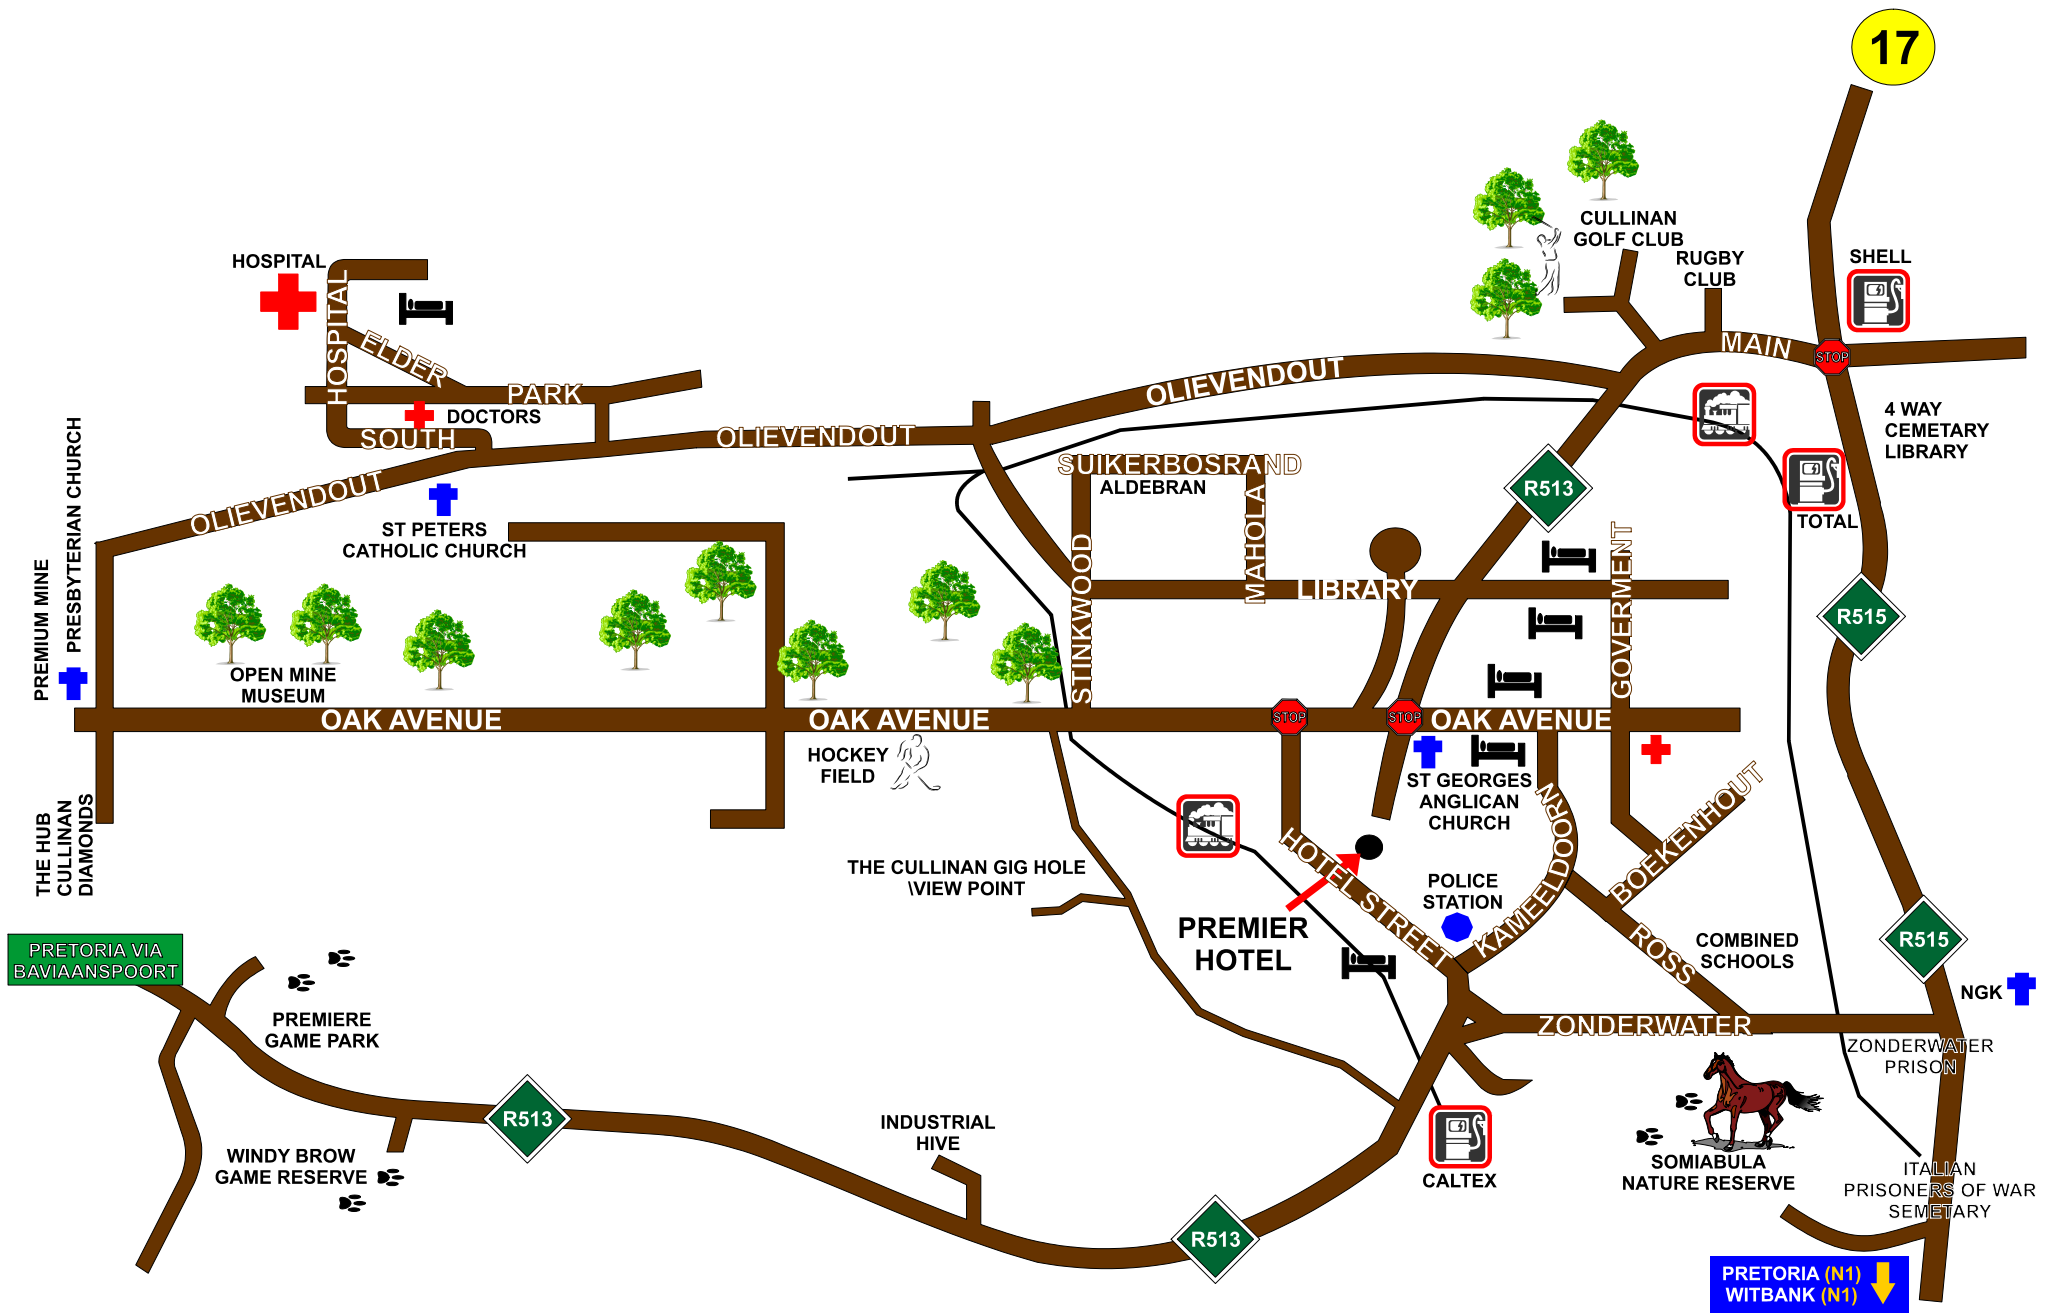 17
CULLINAN
GOLF CLUB
RUGBY
CLUB
SHELL
HOSPITAL
HOSPITAL
ELDER
PARK
DOCTORS
SOUTH
MAIN
STOP
OLIEVENDOUT
OLIEVENDOUT
OLIEVENDOUT
4 WAY
CEMETARY
LIBRARY
SUIKERBOSRAND
ALDEBRAN
R513
TOTAL
ST PETERS
CATHOLIC CHURCH
PREMIUM MINE
PRESBYTERIAN CHURCH
STINKWOOD
MAHOLA
LIBRARY
GOVERMENT
R515
OPEN MINE
MUSEUM
OAK AVENUE
OAK AVENUE
STOP
STOP
OAK AVENUE
HOCKEY
FIELD
ST GEORGES
ANGLICAN
CHURCH
KAMEELDOORN
BOEKENHOUT
THE HUB
CULLINAN
DIAMONDS
THE CULLINAN GIG HOLE
\VIEW POINT
HOTEL STREET
POLICE
STATION
PREMIER
HOTEL
ROSS
COMBINED
SCHOOLS
R515
NGK
PRETORIA VIA
BAVIAANSPOORT
PREMIERE
GAME PARK
ZONDERWATER
ZONDERWATER
PRISON
R513
INDUSTRIAL
HIVE
WINDY BROW
GAME RESERVE
CALTEX
SOMIABULA
NATURE RESERVE
ITALIAN
PRISONERS OF WAR
SEMETARY
R513
PRETORIA (N1)
WITBANK (N1)